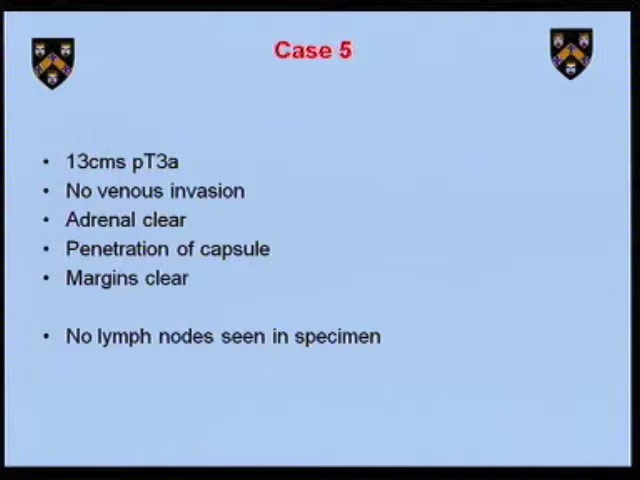 Case 5
• 13cms pT3a
• No venous invasion
• Adrenal clear
• Penetration of capsule
• Margins clear
• No lymph nodes seen in specimen